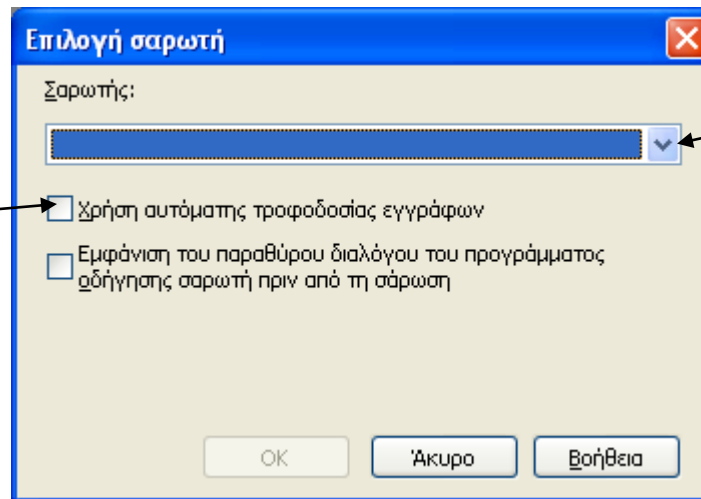 Επιλογή σαρωτή
Σαρωτής:
Χρήση αυτόματης τροφοδοσίας εγγράφων
Εμφάνιση του παραθύρου διαλόγου του προγράμματος
οδήγησης σαρωτή πριν από τη σάρωση
OK Άκυρο Βοήθεια